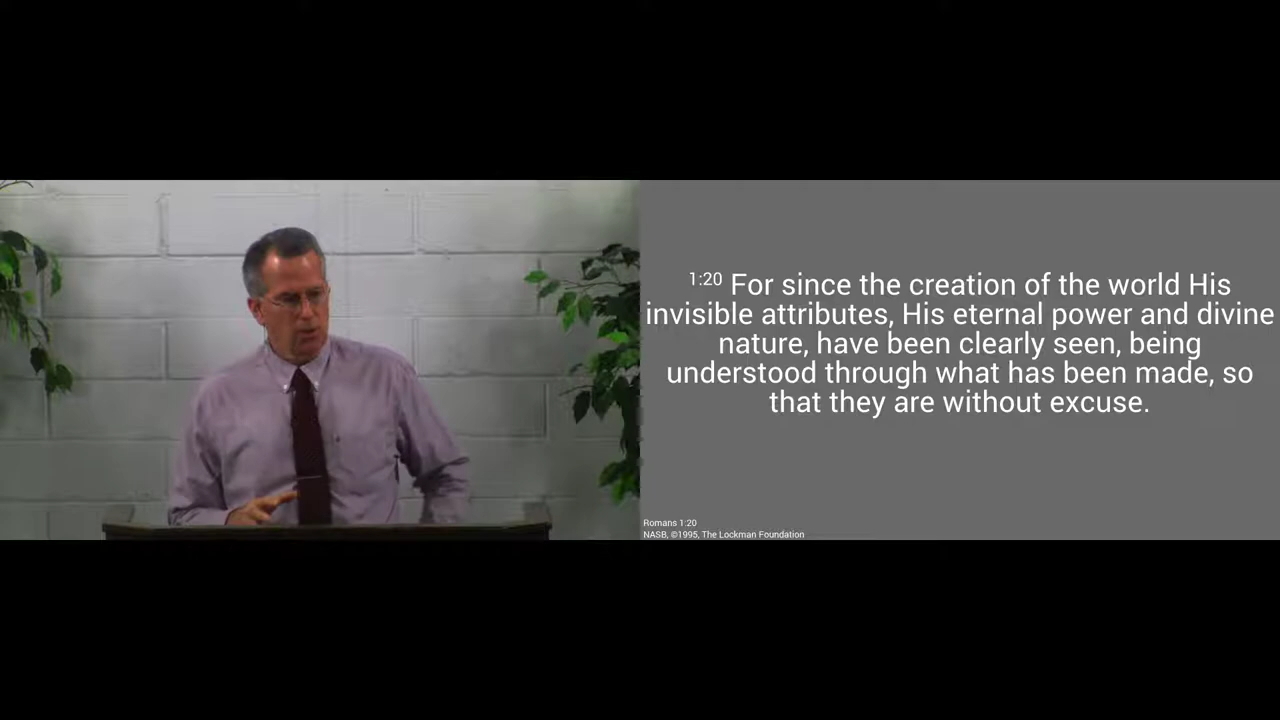 1:20 For since the creation of the world His
invisible attributes, His eternal power and divine
nature, have been clearly seen, being
understood through what has been made, so
that they are without excuse.
Romans 1:20
NASB, ©1995, The Lockman Foundation